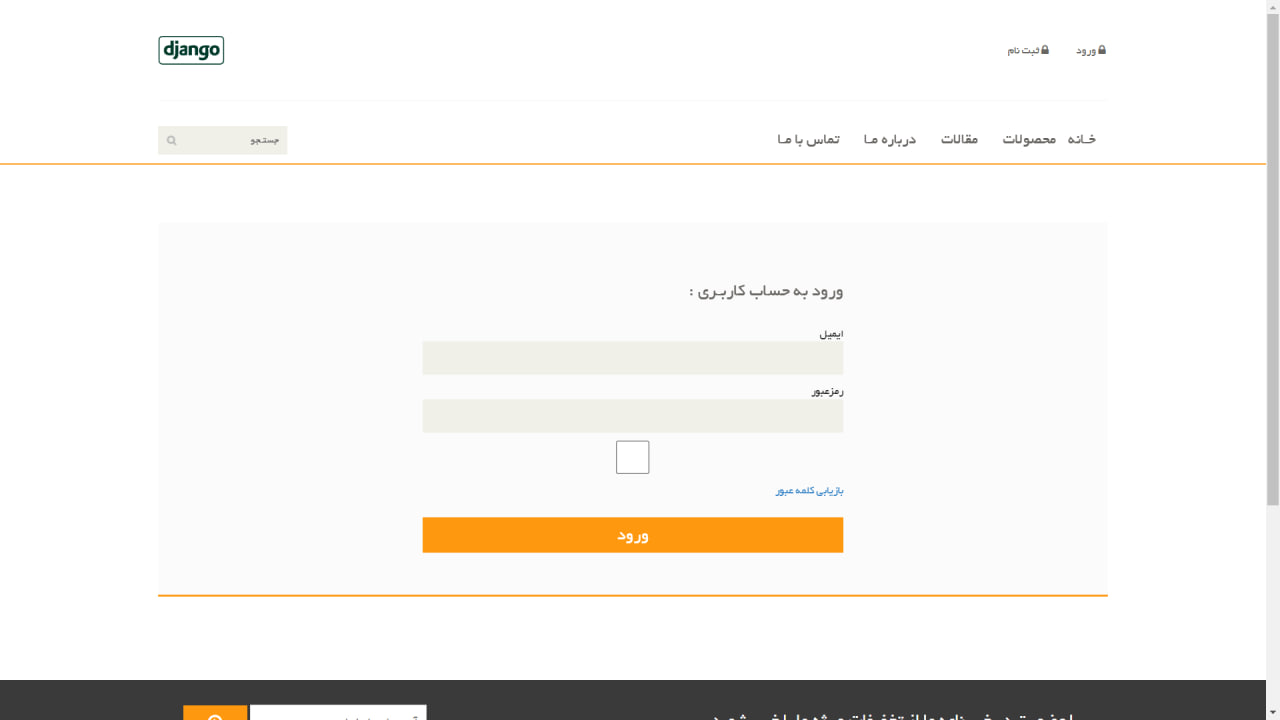 ورود
ثبت نام
django
خانه
محصولات
مقالات
درباره ما
تماس با ما
جستجو
ورود به حساب کاربری :
ایمیل
رمزعبور
بازیابی کلمه عبور
ورود